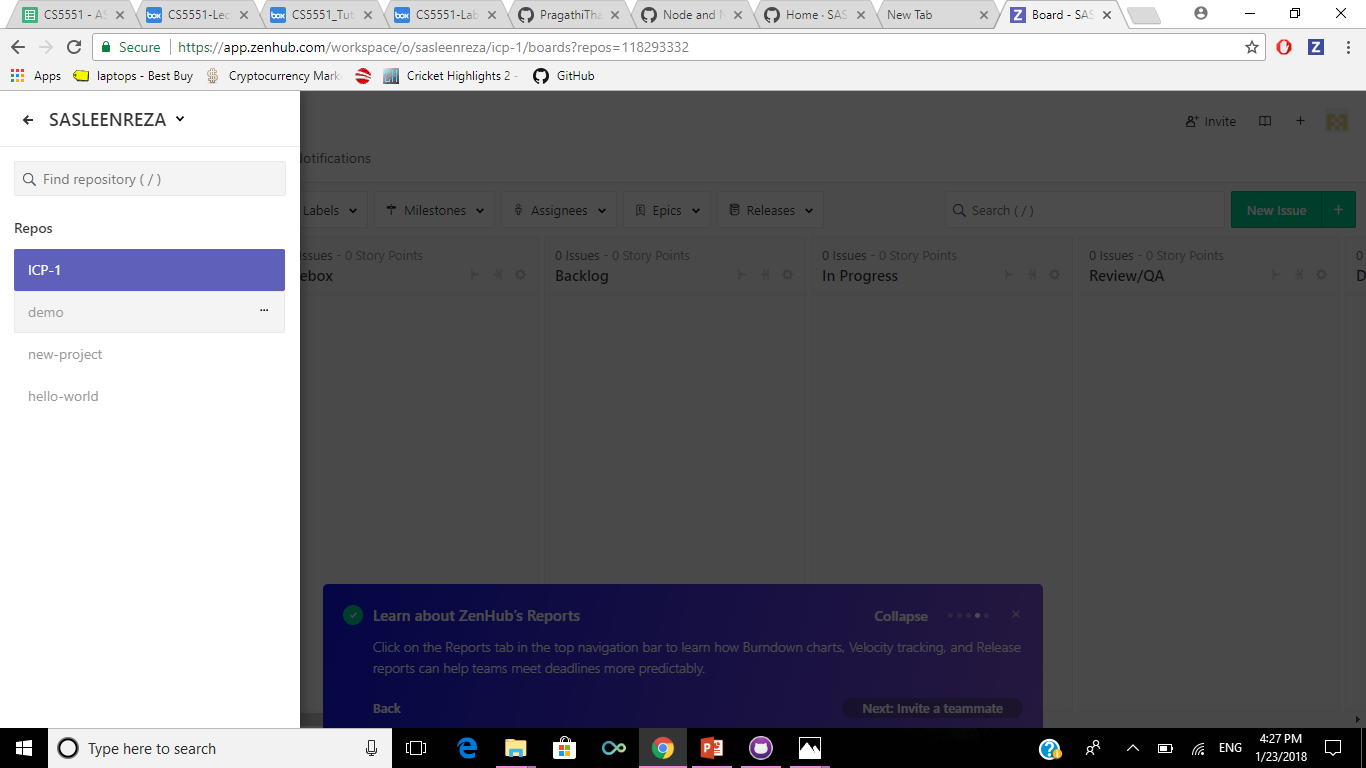 CS5551 - AS
CS5551-Lec
CS5551_Tut
CS5551-Lab
PragathiTha
Node and N
Home · SAS
New Tab
Board - SAS
Secure
https://app.zenhub.com/workspace/o/sasleenreza/icp-1/boards?repos=118293332
Apps
laptops - Best Buy
Cryptocurrency Mark
Cricket Highlights 2 -
GitHub
SASLEENREZA
Find repository ( / )
Repos
ICP-1
demo
new-project
hello-world
Invite
Notifications
Labels
Milestones
Assignees
Epics
Releases
Search ( / )
New Issue
0 Issues - 0 Story Points
ebox
0 Issues - 0 Story Points
Backlog
0 Issues - 0 Story Points
In Progress
0 Issues - 0 Story Points
Review/QA
0
D
Learn about ZenHub's Reports
Collapse
Click on the Reports tab in the top navigation bar to learn how Burndown charts, Velocity tracking, and Release
reports can help teams meet deadlines more predictably.
Back
Next: Invite a teammate
Type here to search
ENG
4:27 PM
1/23/2018